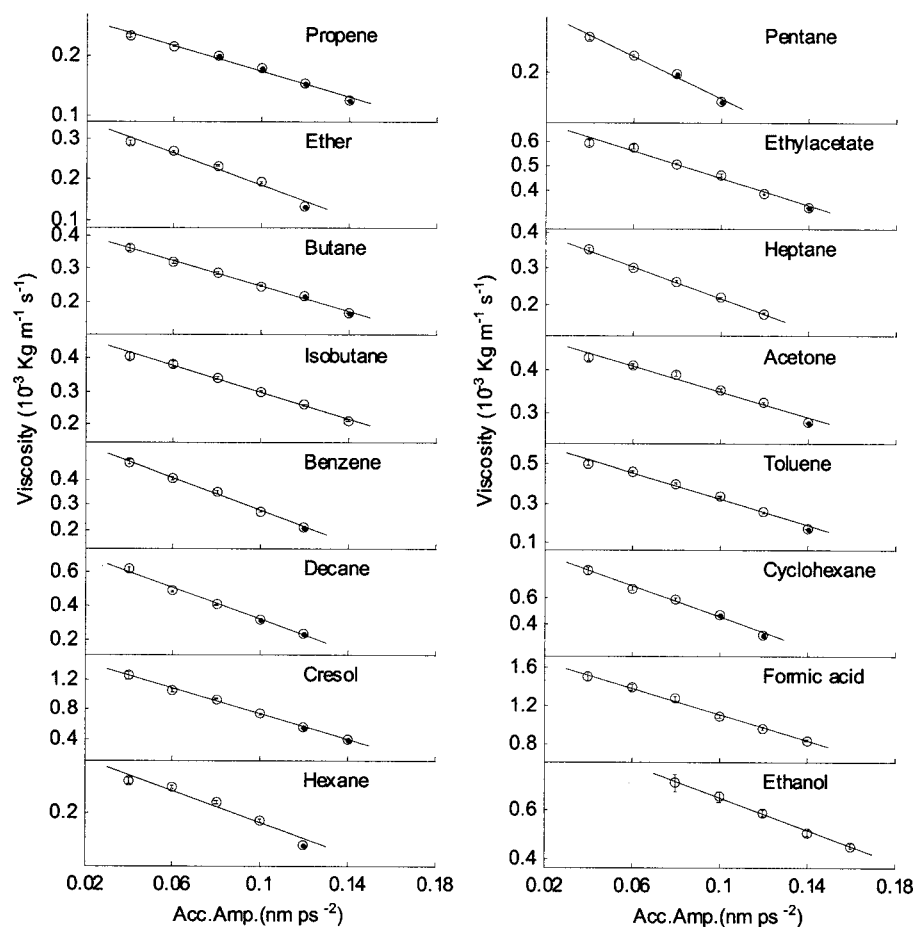 Propene
0.2
0.1
Ether
0.3
0.2
0.1
Butane
0.4
0.3
0.2
Isobutane
0.4
0.3
0.2
Benzene
0.4
0.3
0.2
Decane
0.6
0.4
0.2
Cresol
1.2
0.8
0.4
Hexane
0.2
0.02 0.06 0.1 0.14 0.18
Acc.Amp.(nm ps⁻²)
Viscosity (10⁻³ Kg m⁻¹ s⁻¹)
Pentane
0.2
Ethylacetate
0.6
0.5
0.4
Heptane
0.4
0.3
0.2
Acetone
0.4
0.3
Toluene
0.5
0.3
0.1
Cyclohexane
0.6
0.4
Formic acid
1.6
1.2
0.8
Ethanol
0.6
0.4
0.02 0.06 0.1 0.14 0.18
Acc.Amp.(nm ps⁻²)
Viscosity (10⁻³ Kg m⁻¹ s⁻¹)